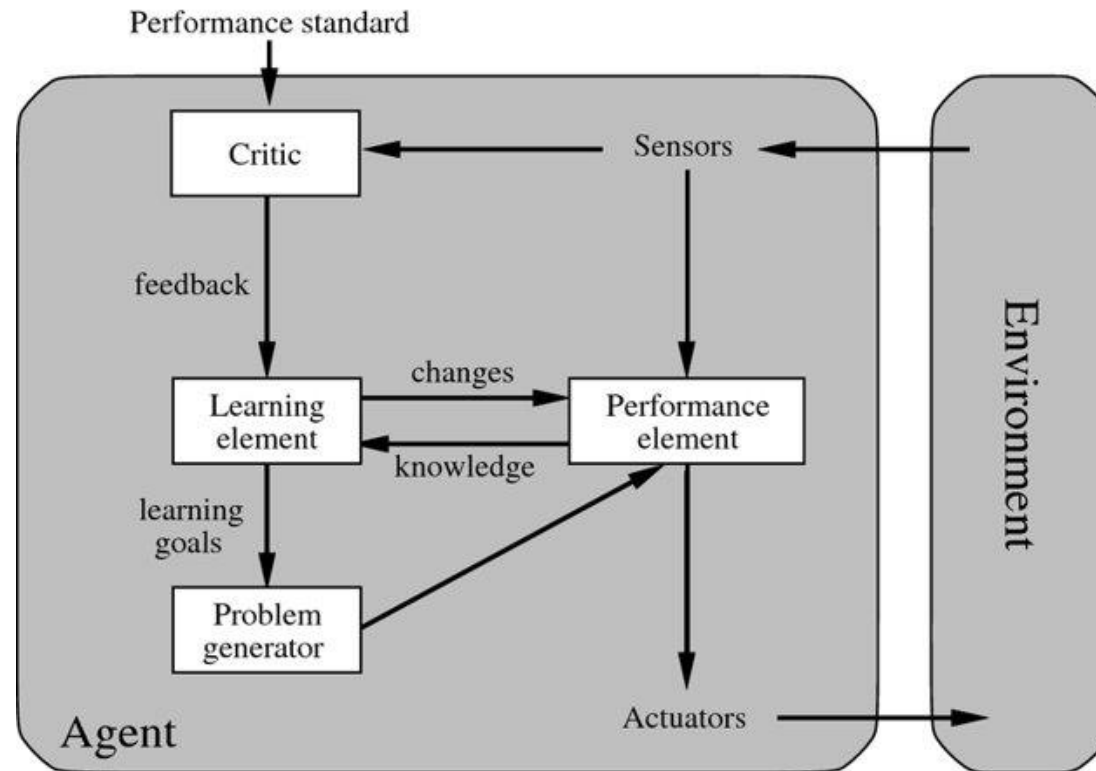 Performance standard
Critic
Sensors
feedback
changes
Learning
element
Performance
element
knowledge
learning
goals
Problem
generator
Agent
Actuators
Environment